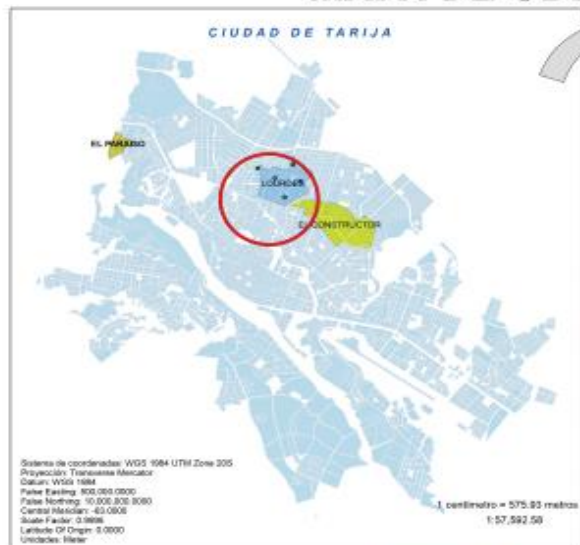 CIUDAD DE TARIJA
EL PARAISO
LOURDES
EL CONSTRUCTOR
Sistema de coordenadas: WGS 1984 UTM Zone 20S
Proyección: Transverse Mercator
Datum: WGS 1984
False Easting: 500,000.0000
False Northing: 10,000,000.0000
Central Meridian: -63.0000
Scale Factor: 0.9996
Latitude Of Origin: 0.0000
Unidades: Meter
1 centimetro = 575.93 metros
1:57,592.58